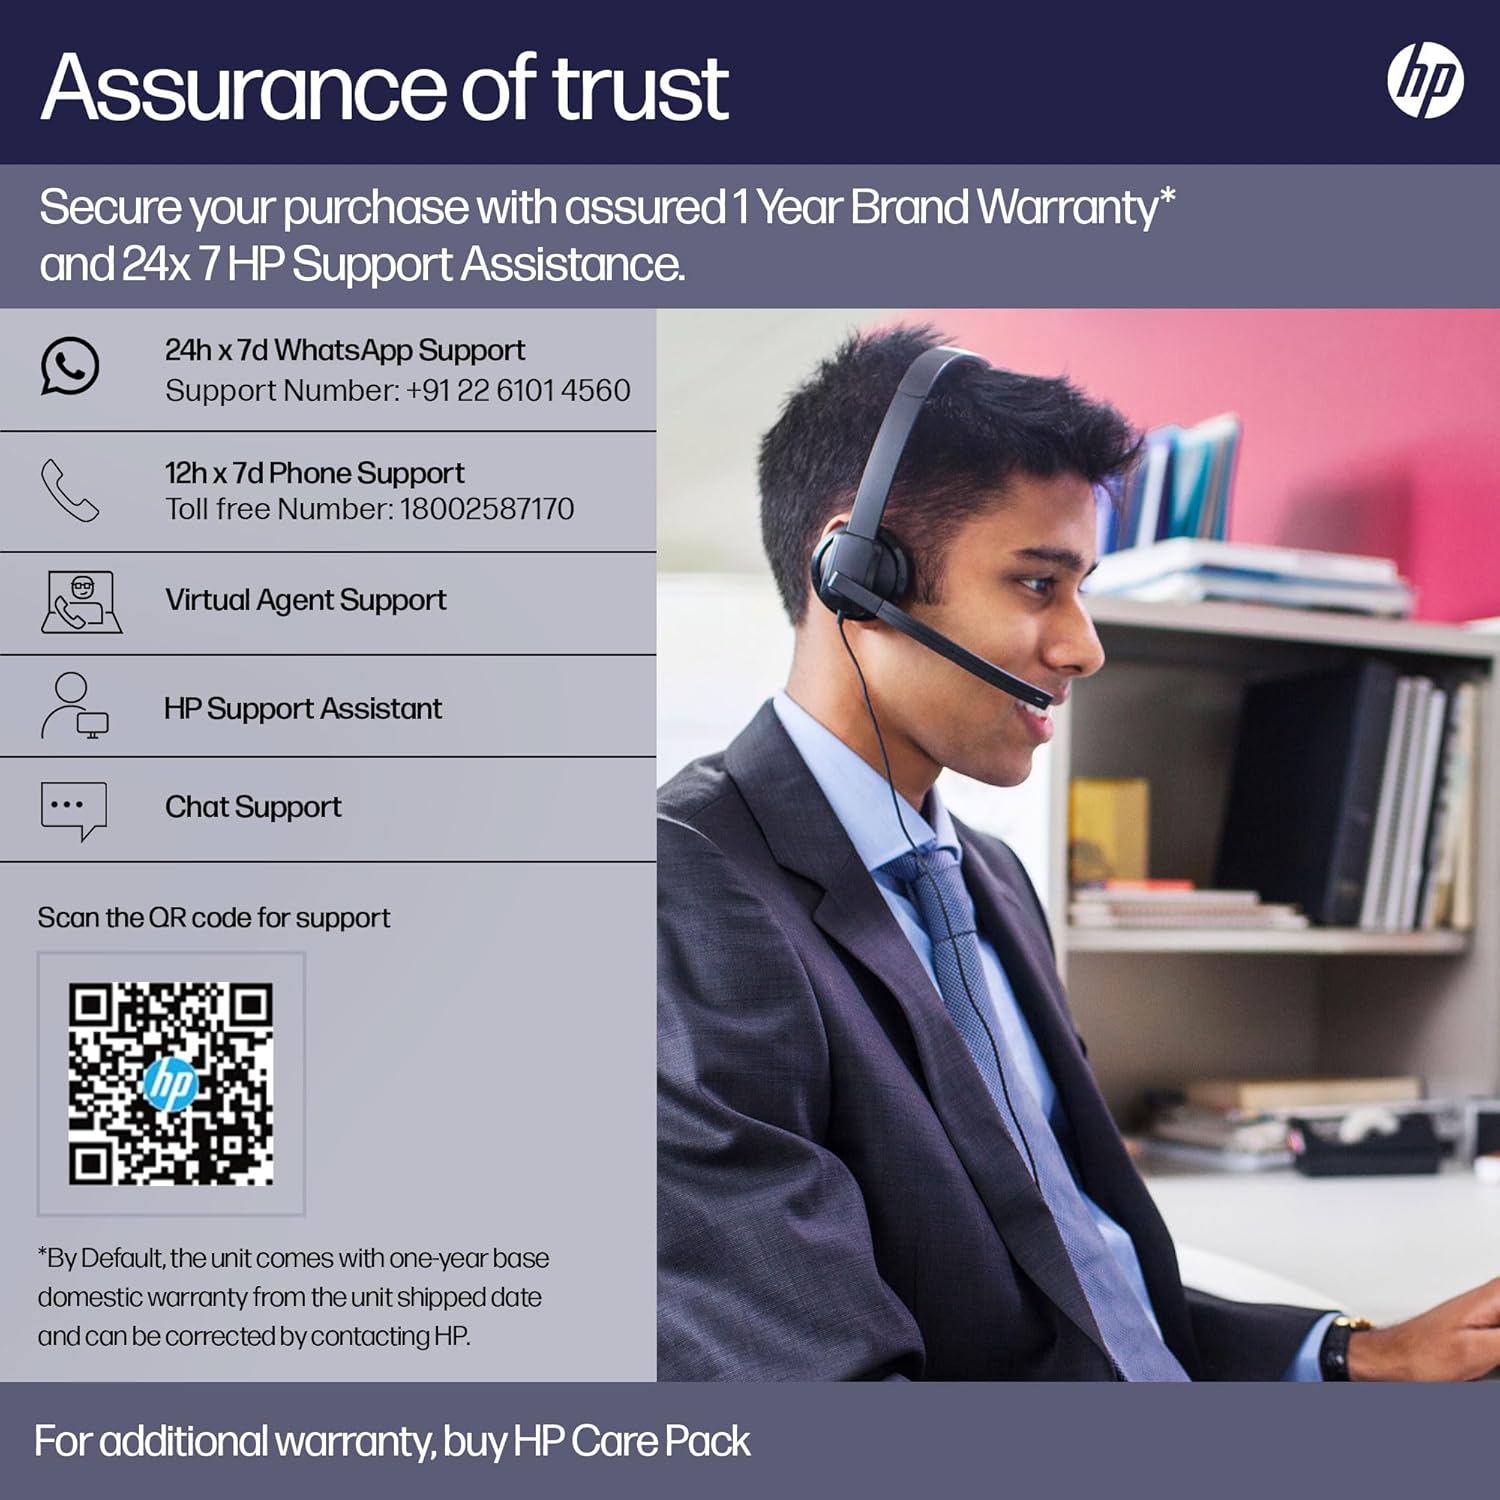 Assurance of trust
hp
Secure your purchase with assured 1 Year Brand Warranty*
and 24x 7 HP Support Assistance.
24h x 7d WhatsApp Support
Support Number: +91 22 6101 4560
12h x 7d Phone Support
Toll free Number: 18002587170
Virtual Agent Support
HP Support Assistant
Chat Support
Scan the QR code for support
hp
*By Default, the unit comes with one-year base
domestic warranty from the unit shipped date
and can be corrected by contacting HP.
For additional warranty, buy HP Care Pack